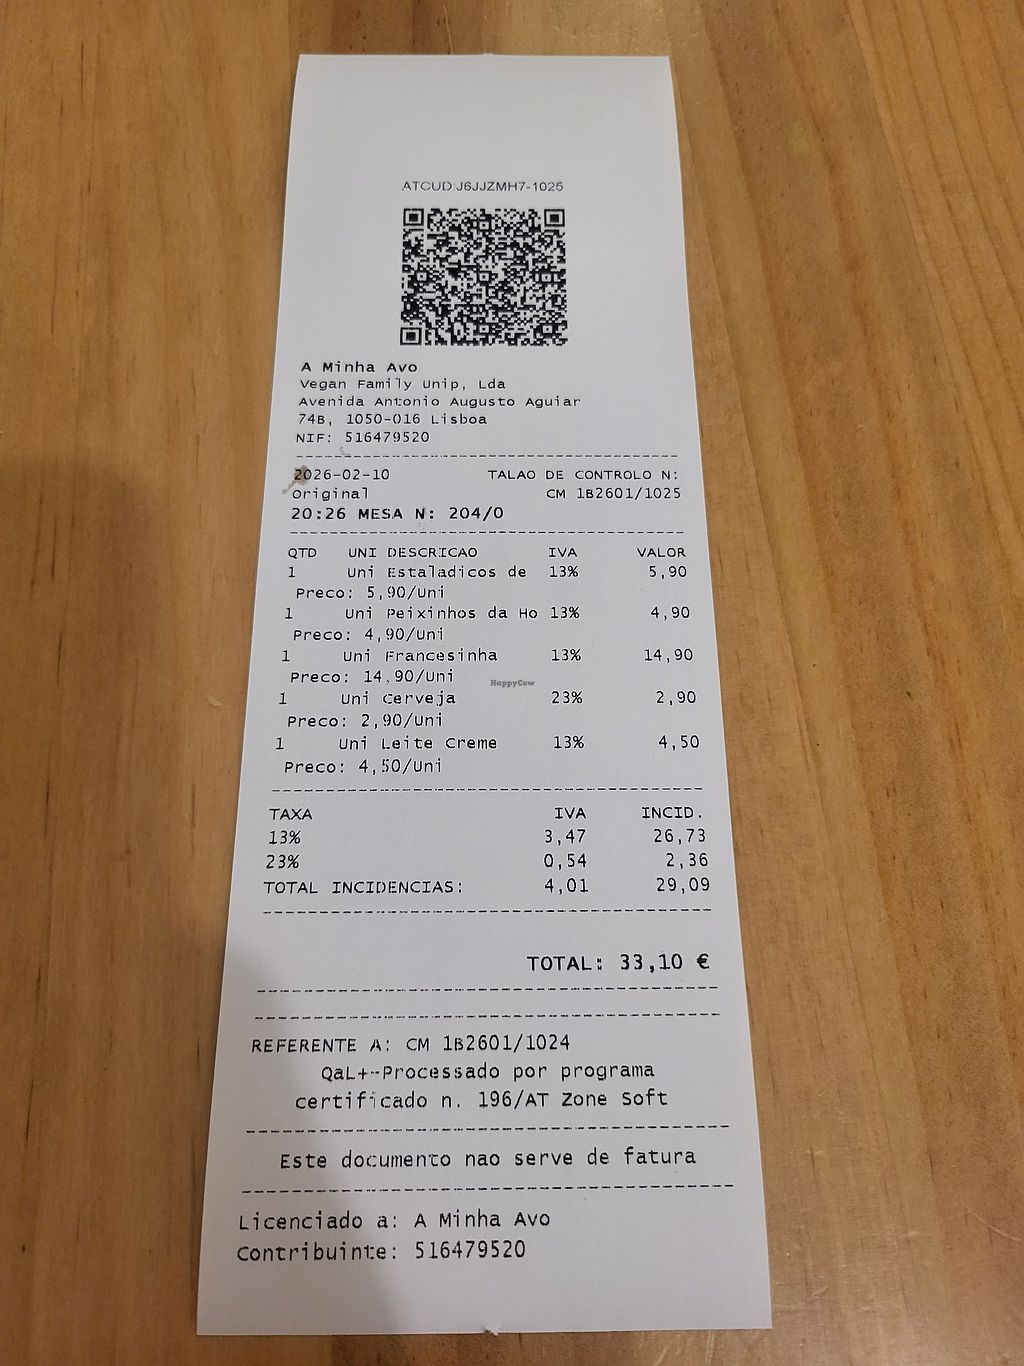 ATCUD:J6JJZMH7-1025
A Minha Avo
Vegan Family Unip, Lda
Avenida Antonio Augusto Aguiar
74B, 1050-016 Lisboa
NIF: 516479520
2026-02-10 TALAO DE CONTROLO N:
Original CM 1B2601/1025
20:26 MESA N: 204/0
QTD UNI DESCRICAO IVA VALOR
1 Uni Estaladicos de 13% 5,90
Preco: 5,90/Uni
1 Uni Peixinhos da Ho 13% 4,90
Preco: 4,90/Uni
1 Uni Francesinha 13% 14,90
Preco: 14,90/Uni
HappyCow
1 Uni Cerveja 23% 2,90
Preco: 2,90/Uni
1 Uni Leite Creme 13% 4,50
Preco: 4,50/Uni
TAXA IVA INCID.
13% 3,47 26,73
23% 0,54 2,36
TOTAL INCIDENCIAS: 4,01 29,09
TOTAL: 33,10 €
REFERENTE A: CM 1B2601/1024
QaL+-Processado por programa
certificado n. 196/AT Zone Soft
Este documento nao serve de fatura
Licenciado a: A Minha Avo
Contribuinte: 516479520